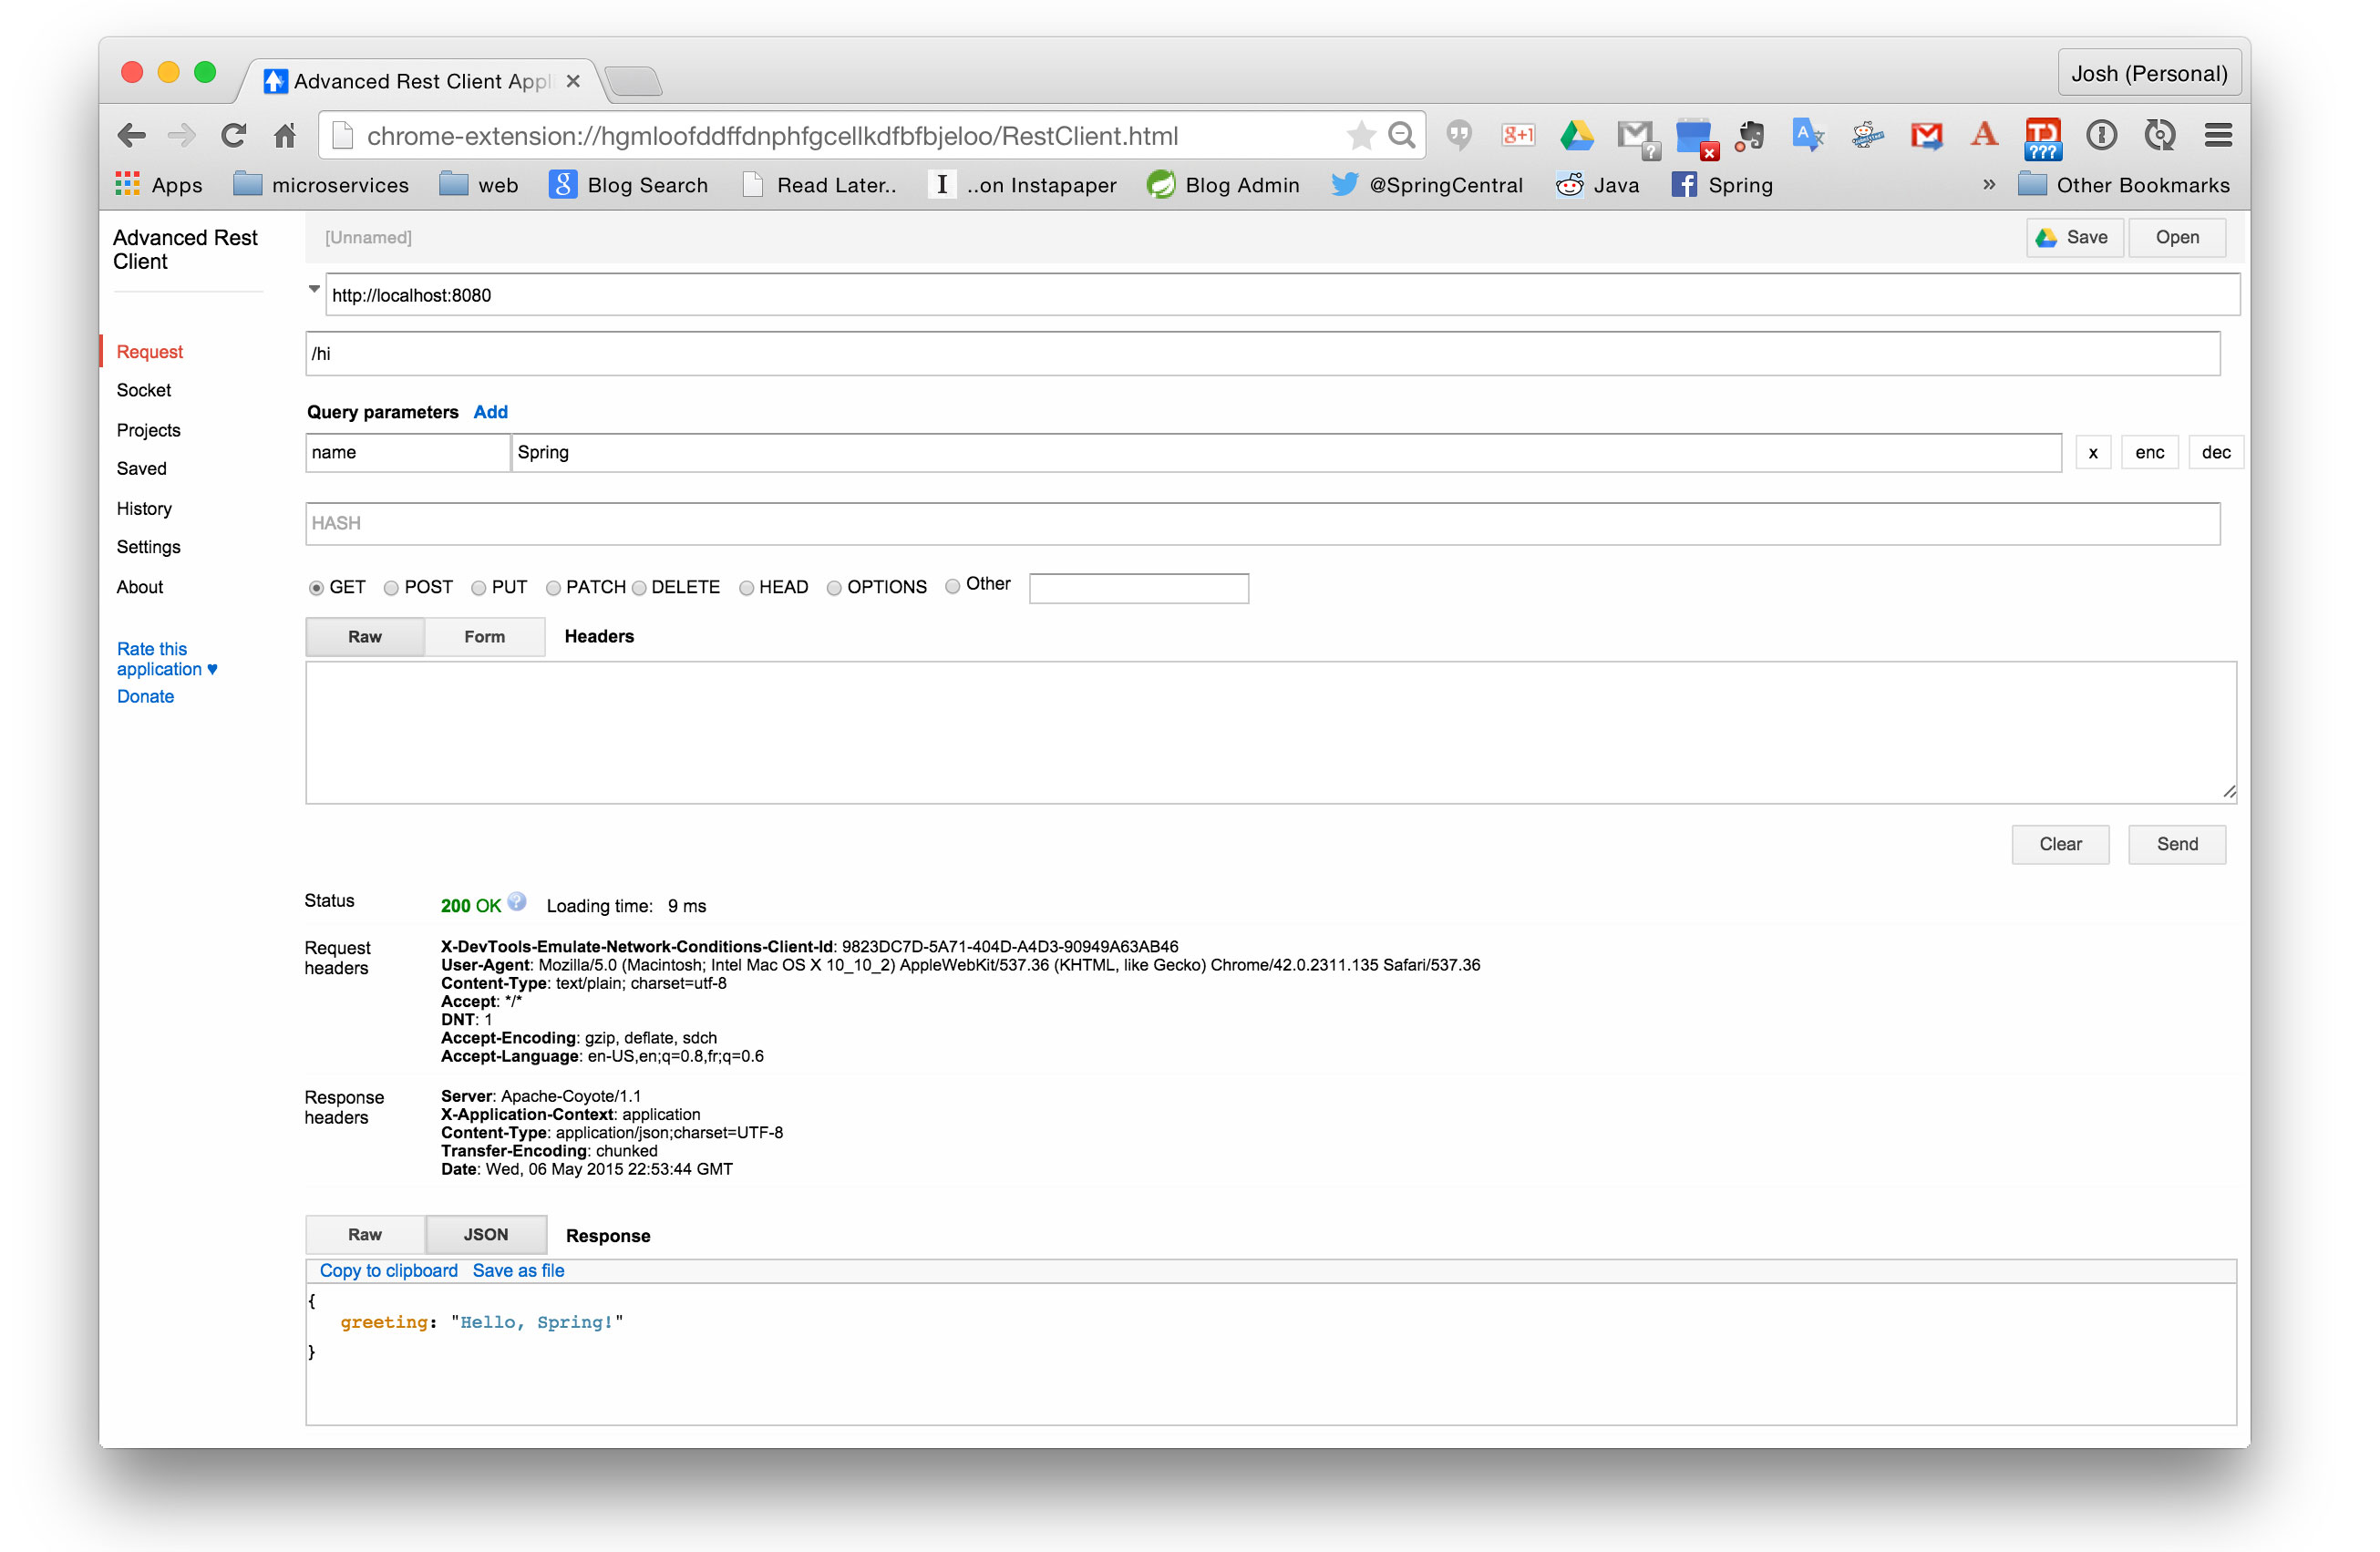 Advanced Rest Client Appl
Josh (Personal)
chrome-extension://hgmloofddffdnphfgcellkdfbfbjeloo/RestClient.html
g+1
?
x
A
A
TD
???
Apps
microservices
web
g Blog Search
Read Later..
I ..on Instapaper
Blog Admin
@SpringCentral
Java
f Spring
»
Other Bookmarks
Advanced Rest
Client
[Unnamed]
Save
Open
http://localhost:8080
/hi
Request
Socket
Projects
Saved
History
Settings
About
Rate this
application ♥
Donate
Query parameters Add
name Spring x enc dec
HASH
GET POST PUT PATCH DELETE HEAD OPTIONS Other
Raw Form Headers
Clear Send
Status 200 OK ? Loading time: 9 ms
Request
headers
X-DevTools-Emulate-Network-Conditions-Client-Id: 9823DC7D-5A71-404D-A4D3-90949A63AB46
User-Agent: Mozilla/5.0 (Macintosh; Intel Mac OS X 10_10_2) AppleWebKit/537.36 (KHTML, like Gecko) Chrome/42.0.2311.135 Safari/537.36
Content-Type: text/plain; charset=utf-8
Accept: */*
DNT: 1
Accept-Encoding: gzip, deflate, sdch
Accept-Language: en-US,en;q=0.8,fr;q=0.6
Response
headers
Server: Apache-Coyote/1.1
X-Application-Context: application
Content-Type: application/json;charset=UTF-8
Transfer-Encoding: chunked
Date: Wed, 06 May 2015 22:53:44 GMT
Raw JSON Response
Copy to clipboard Save as file
{
greeting: "Hello, Spring!"
}